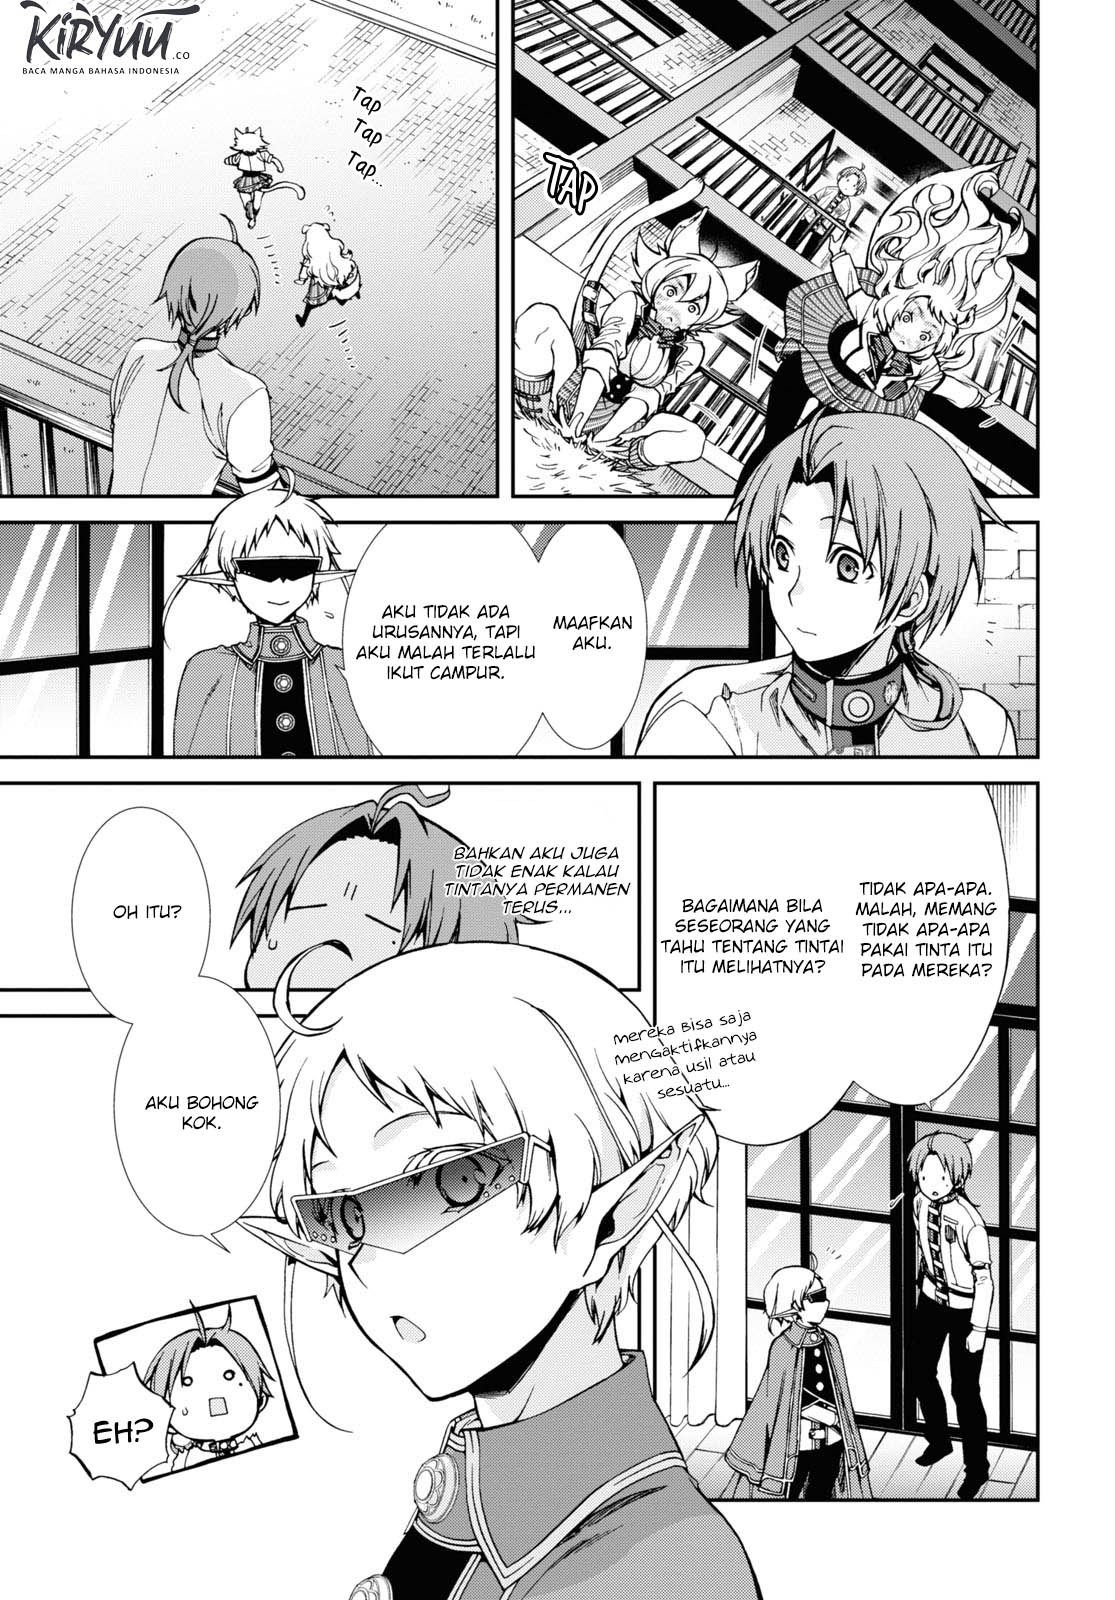 KIRYUU.CO
BACA MANGA BAHASA INDONESIA
TAP
TAP
TAP
TAP...
MAAFKAN
AKU.
AKU TIDAK ADA
URUSANNYA, TAPI
AKU MALAH TERLALU
IKUT CAMPUR.
TIDAK APA-APA.
MALAH, MEMANG
TIDAK APA-APA
PAKAI TINTA ITU
PADA MEREKA?
BAGAIMANA BILA
SESEORANG YANG
TAHU TENTANG TINTAI
ITU MELIHATNYA?
MEREKA BISA SAJA
MENGAKTIFKANNYA
KARENA USIL ATAU
SESUATU...
BAHKAN AKU JUGA
TIDAK ENAK KALAU
TINTANYA PERMANEN
TERUS...
OH ITU?
AKU BOHONG
KOK.
EH?